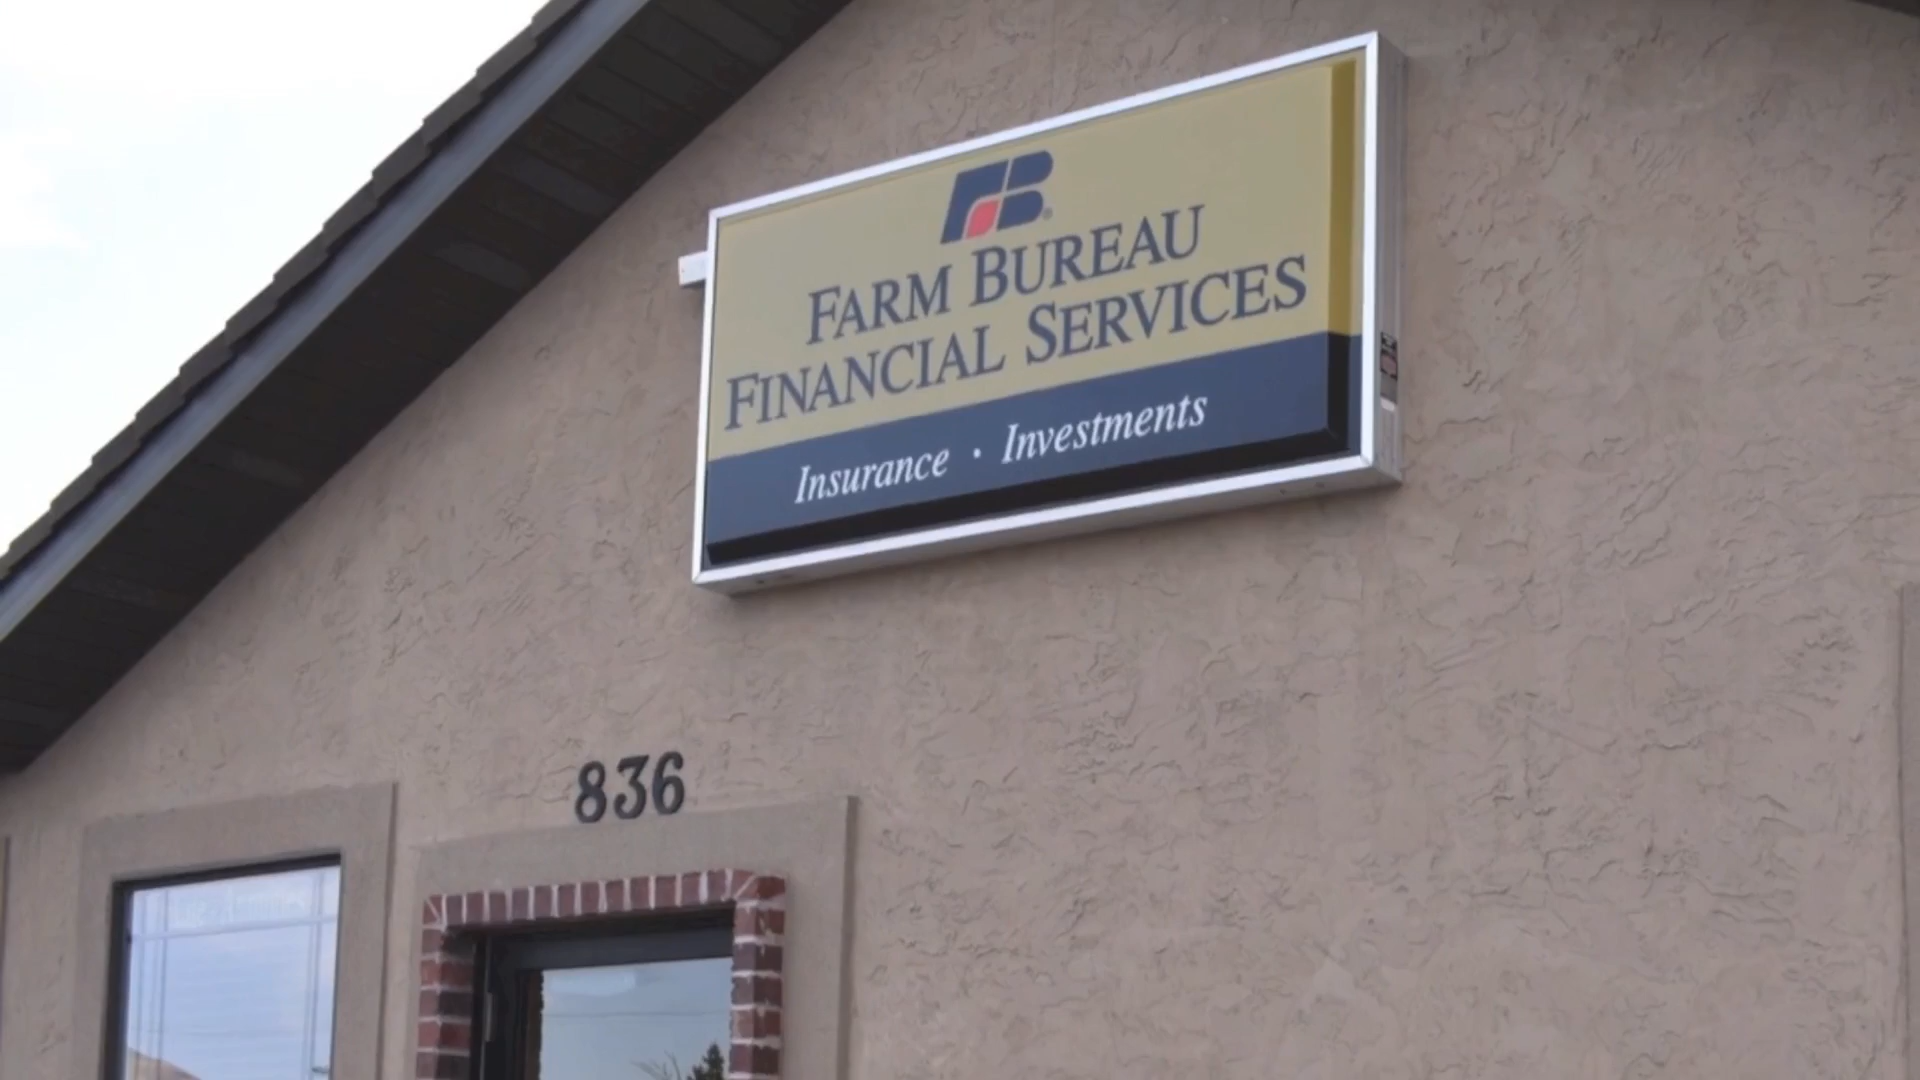 FB®
FARM BUREAU
FINANCIAL SERVICES
Insurance · Investments
836